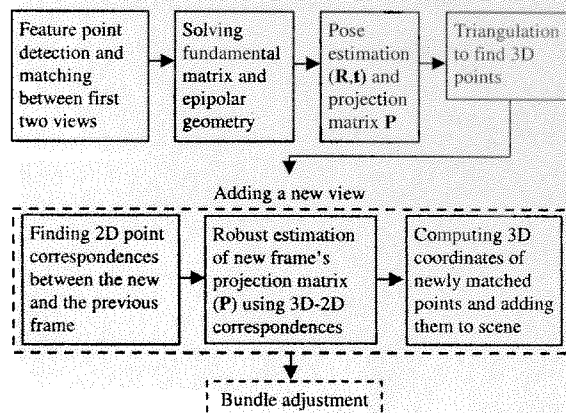 Feature point
detection and
matching
between first
two views
Solving
fundamental
matrix and
epipolar
geometry
Pose
estimation
(R,t) and
projection
matrix P
Triangulation
to find 3D
points
Adding a new view
Finding 2D point
correspondences
between the new
and the previous
frame
Robust estimation
of new frame's
projection matrix
(P) using 3D-2D
correspondences
Computing 3D
coordinates of
newly matched
points and adding
them to scene
Bundle adjustment